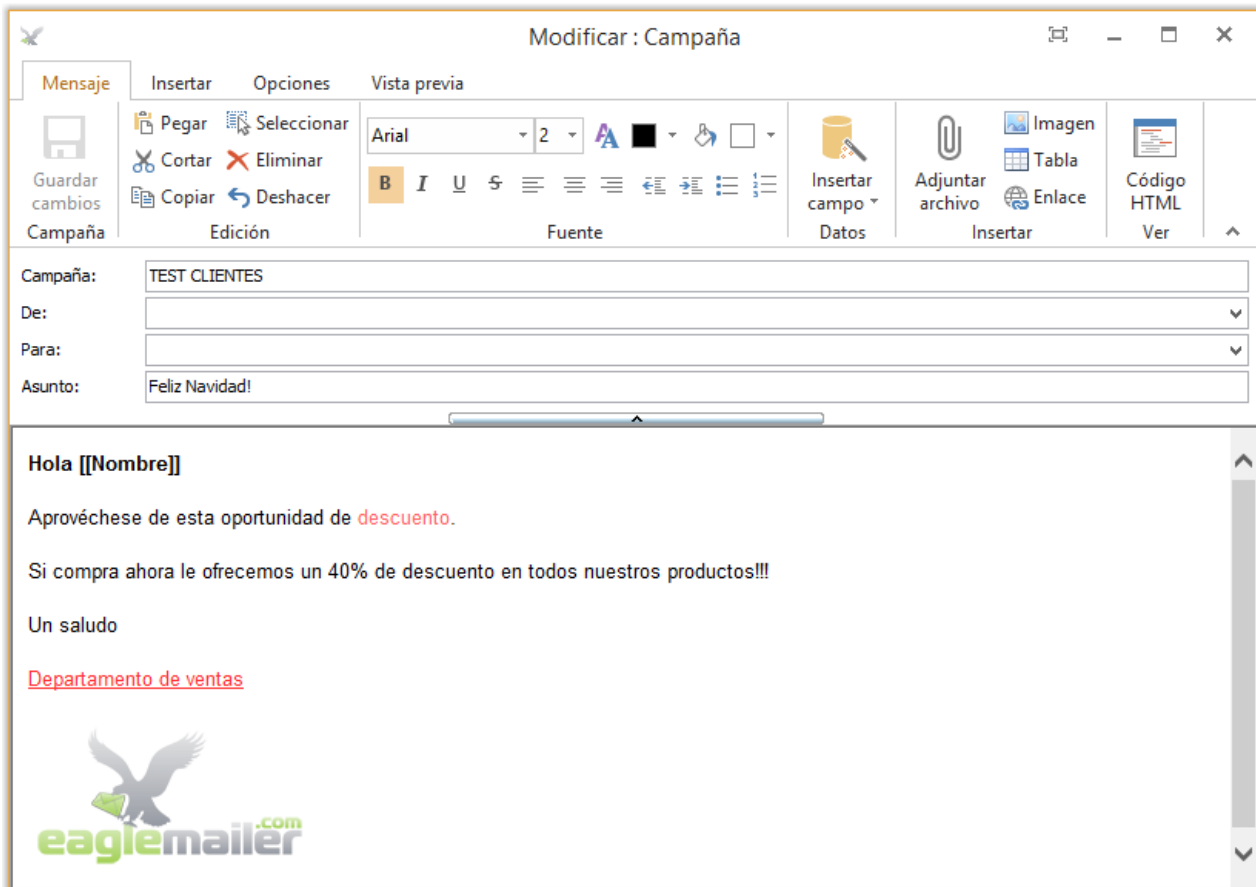 Modificar : Campaña
Mensaje Insertar Opciones Vista previa
Guardar cambios
Pegar Seleccionar
Cortar Eliminar
Copiar Deshacer
Arial 2
B I U S
Insertar campo
Adjuntar archivo
Imagen
Tabla
Enlace
Código HTML
Campaña Edición Fuente Datos Insertar Ver
Campaña: TEST CLIENTES
De:
Para:
Asunto: Feliz Navidad!
Hola [[Nombre]]
Aprovéchese de esta oportunidad de descuento.
Si compra ahora le ofrecemos un 40% de descuento en todos nuestros productos!!!
Un saludo
Departamento de ventas
eaglemailer.com